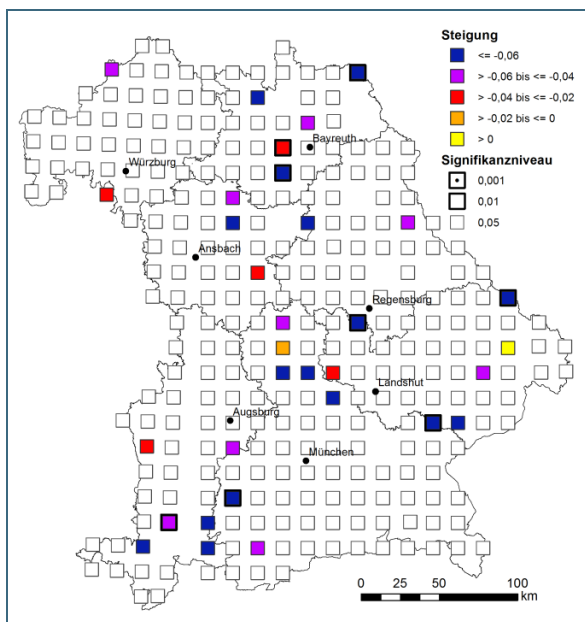 Steigung
<= -0,06
> -0,06 bis <= -0,04
> -0,04 bis <= -0,02
> -0,02 bis <= 0
> 0
Signifikanzniveau
0,001
0,01
0,05
Bayreuth
Würzburg
Ansbach
Regensburg
Landshut
Augsburg
München
0 25 50 100
km